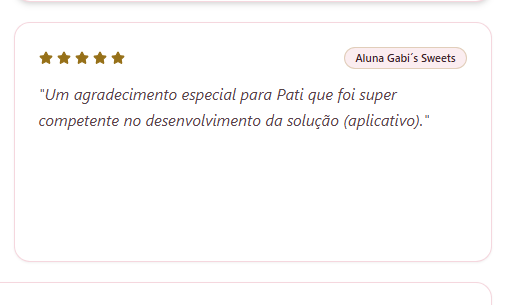 Aluna Gabi´s Sweets
"Um agradecimento especial para Pati que foi super
competente no desenvolvimento da solução (aplicativo)."